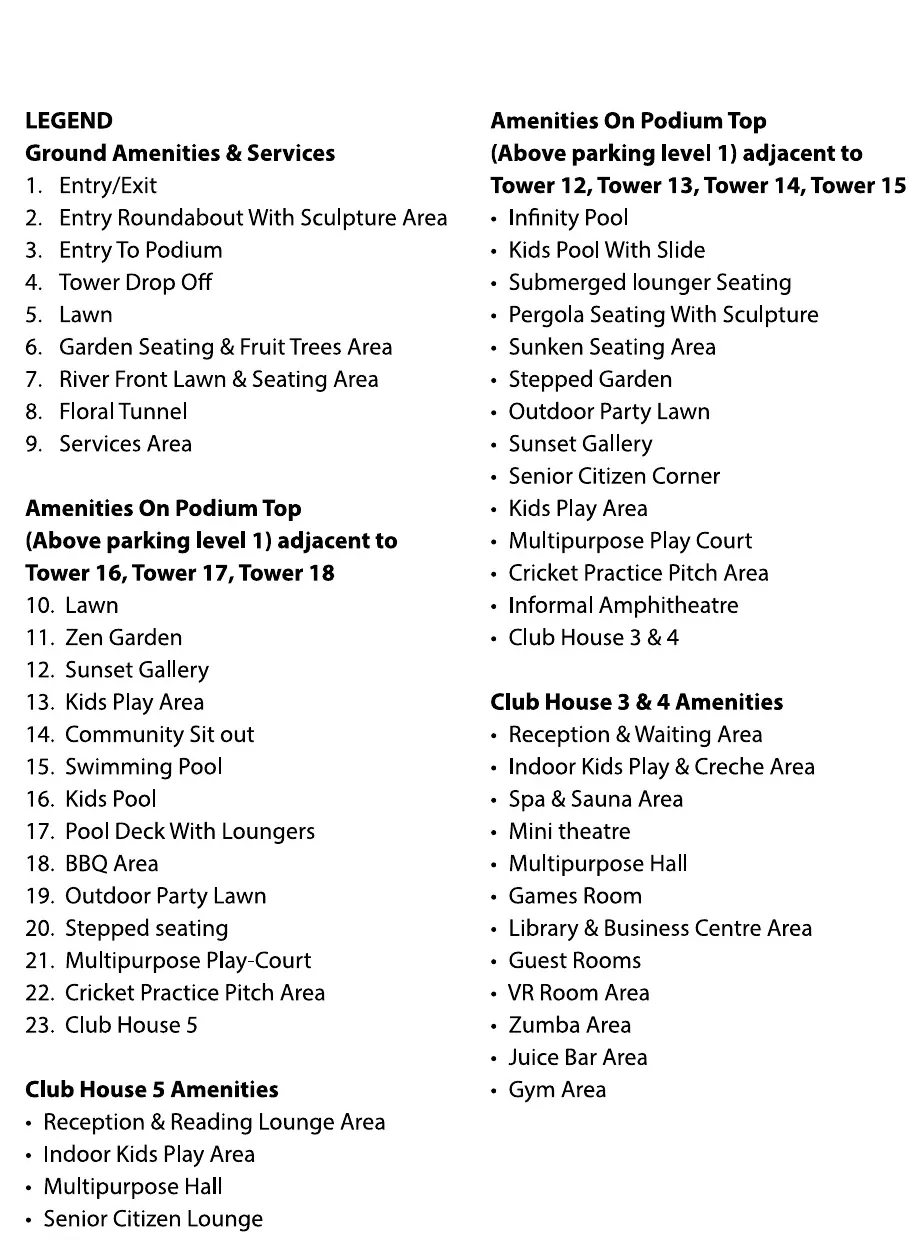 LEGEND
Ground Amenities & Services
1. Entry/Exit
2. Entry Roundabout With Sculpture Area
3. Entry To Podium
4. Tower Drop Off
5. Lawn
6. Garden Seating & Fruit Trees Area
7. River Front Lawn & Seating Area
8. Floral Tunnel
9. Services Area
Amenities On Podium Top
(Above parking level 1) adjacent to
Tower 16, Tower 17, Tower 18
10. Lawn
11. Zen Garden
12. Sunset Gallery
13. Kids Play Area
14. Community Sit out
15. Swimming Pool
16. Kids Pool
17. Pool Deck With Loungers
18. BBQ Area
19. Outdoor Party Lawn
20. Stepped seating
21. Multipurpose Play-Court
22. Cricket Practice Pitch Area
23. Club House 5
Club House 5 Amenities
• Reception & Reading Lounge Area
• Indoor Kids Play Area
• Multipurpose Hall
• Senior Citizen Lounge
Amenities On Podium Top
(Above parking level 1) adjacent to
Tower 12, Tower 13, Tower 14, Tower 15
• Infinity Pool
• Kids Pool With Slide
• Submerged lounger Seating
• Pergola Seating With Sculpture
• Sunken Seating Area
• Stepped Garden
• Outdoor Party Lawn
• Sunset Gallery
• Senior Citizen Corner
• Kids Play Area
• Multipurpose Play Court
• Cricket Practice Pitch Area
• Informal Amphitheatre
• Club House 3 & 4
Club House 3 & 4 Amenities
• Reception & Waiting Area
• Indoor Kids Play & Creche Area
• Spa & Sauna Area
• Mini theatre
• Multipurpose Hall
• Games Room
• Library & Business Centre Area
• Guest Rooms
• VR Room Area
• Zumba Area
• Juice Bar Area
• Gym Area